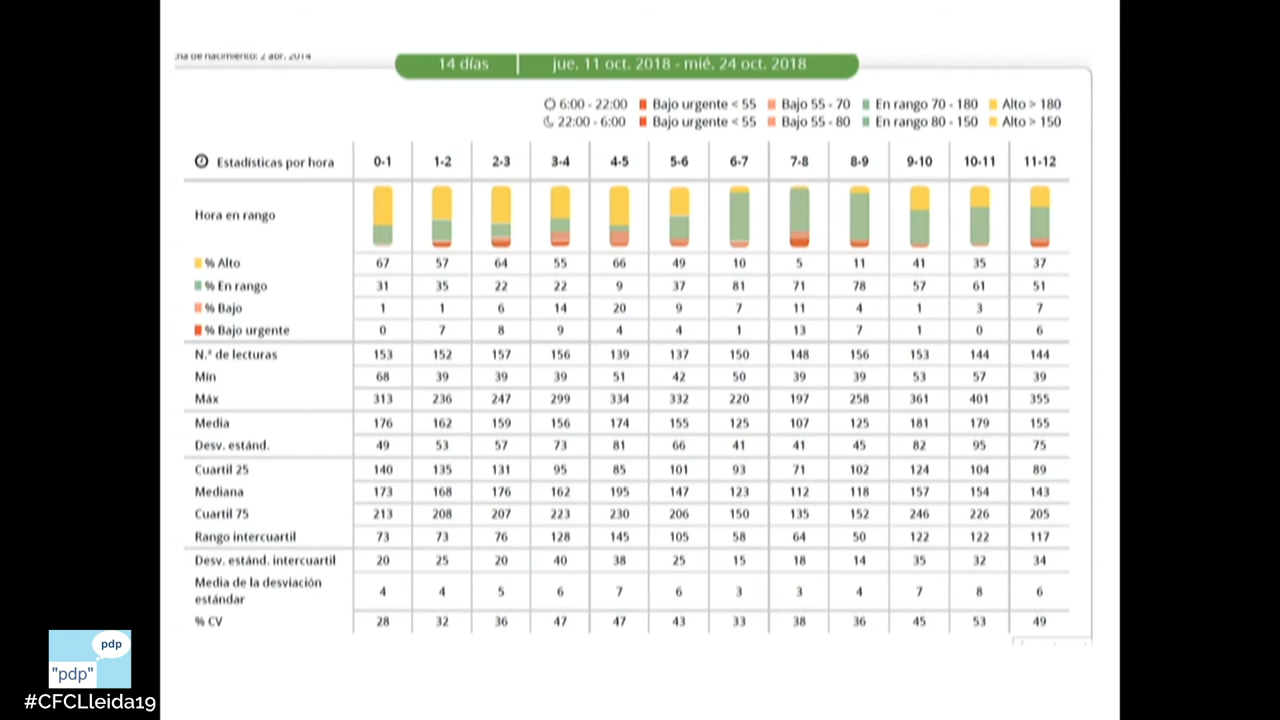 de nacimiento: 2 abr. 2014
14 días jue. 11 oct. 2018 - mié. 24 oct. 2018
6:00 - 22:00 Bajo urgente < 55 Bajo 55 - 70 En rango 70 - 180 Alto > 180
22:00 - 6:00 Bajo urgente < 55 Bajo 55 - 80 En rango 80 - 150 Alto > 150
Estadísticas por hora 0-1 1-2 2-3 3-4 4-5 5-6 6-7 7-8 8-9 9-10 10-11 11-12
Hora en rango
% Alto 67 57 64 55 66 49 10 5 11 41 35 37
% En rango 31 35 22 22 9 37 81 71 78 57 61 51
% Bajo 1 1 6 14 20 9 7 11 4 1 3 7
% Bajo urgente 0 7 8 9 4 4 1 13 7 1 0 6
N.º de lecturas 153 152 157 156 139 137 150 148 156 153 144 144
Min 68 39 39 39 51 42 50 39 39 53 57 39
Máx 313 236 247 299 334 332 220 197 258 361 401 355
Media 176 162 159 156 174 155 125 107 125 181 179 155
Desv. estánd. 49 53 57 73 81 66 41 41 45 82 95 75
Cuartil 25 140 135 131 95 85 101 93 71 102 124 104 89
Mediana 173 168 176 162 195 147 123 112 118 157 154 143
Cuartil 75 213 208 207 223 230 206 150 135 152 246 226 205
Rango intercuartil 73 73 76 128 145 105 58 64 50 122 122 117
Desv. estánd. intercuartil 20 25 20 40 38 25 15 18 14 35 32 34
Media de la desviación
estándar 4 4 5 6 7 6 3 3 4 7 8 6
% CV 28 32 36 47 47 43 33 38 36 45 53 49
pdp
"pdp"
#CFCLleida19